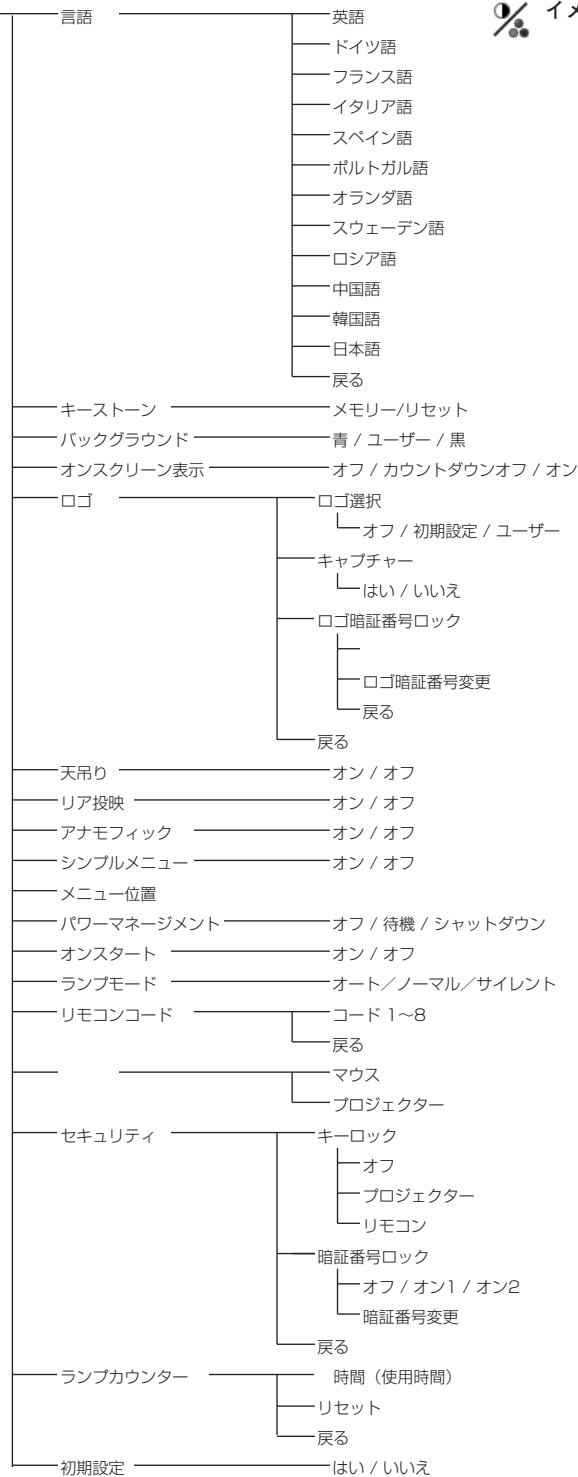 言語 英語
ドイツ語
フランス語
イタリア語
スペイン語
ポルトガル語
オランダ語
スウェーデン語
ロシア語
中国語
韓国語
日本語
戻る
キーストーン メモリー/リセット
バックグラウンド 青 / ユーザー / 黒
オンスクリーン表示 オフ / カウントダウンオフ / オン
ロゴ ロゴ選択
オフ / 初期設定 / ユーザー
キャプチャー
はい / いいえ
ロゴ暗証番号ロック
ロゴ暗証番号変更
戻る
戻る
天吊り オン / オフ
リア投映 オン / オフ
アナモフィック オン / オフ
シンプルメニュー オン / オフ
メニュー位置
パワーマネージメント オフ / 待機 / シャットダウン
オンスタート オン / オフ
ランプモード オート／ノーマル／サイレント
リモコンコード コード 1〜8
戻る
マウス
プロジェクター
セキュリティ キーロック
オフ
プロジェクター
リモコン
暗証番号ロック
オフ / オン1 / オン2
暗証番号変更
戻る
ランプカウンター 時間（使用時間）
リセット
戻る
初期設定 はい / いいえ